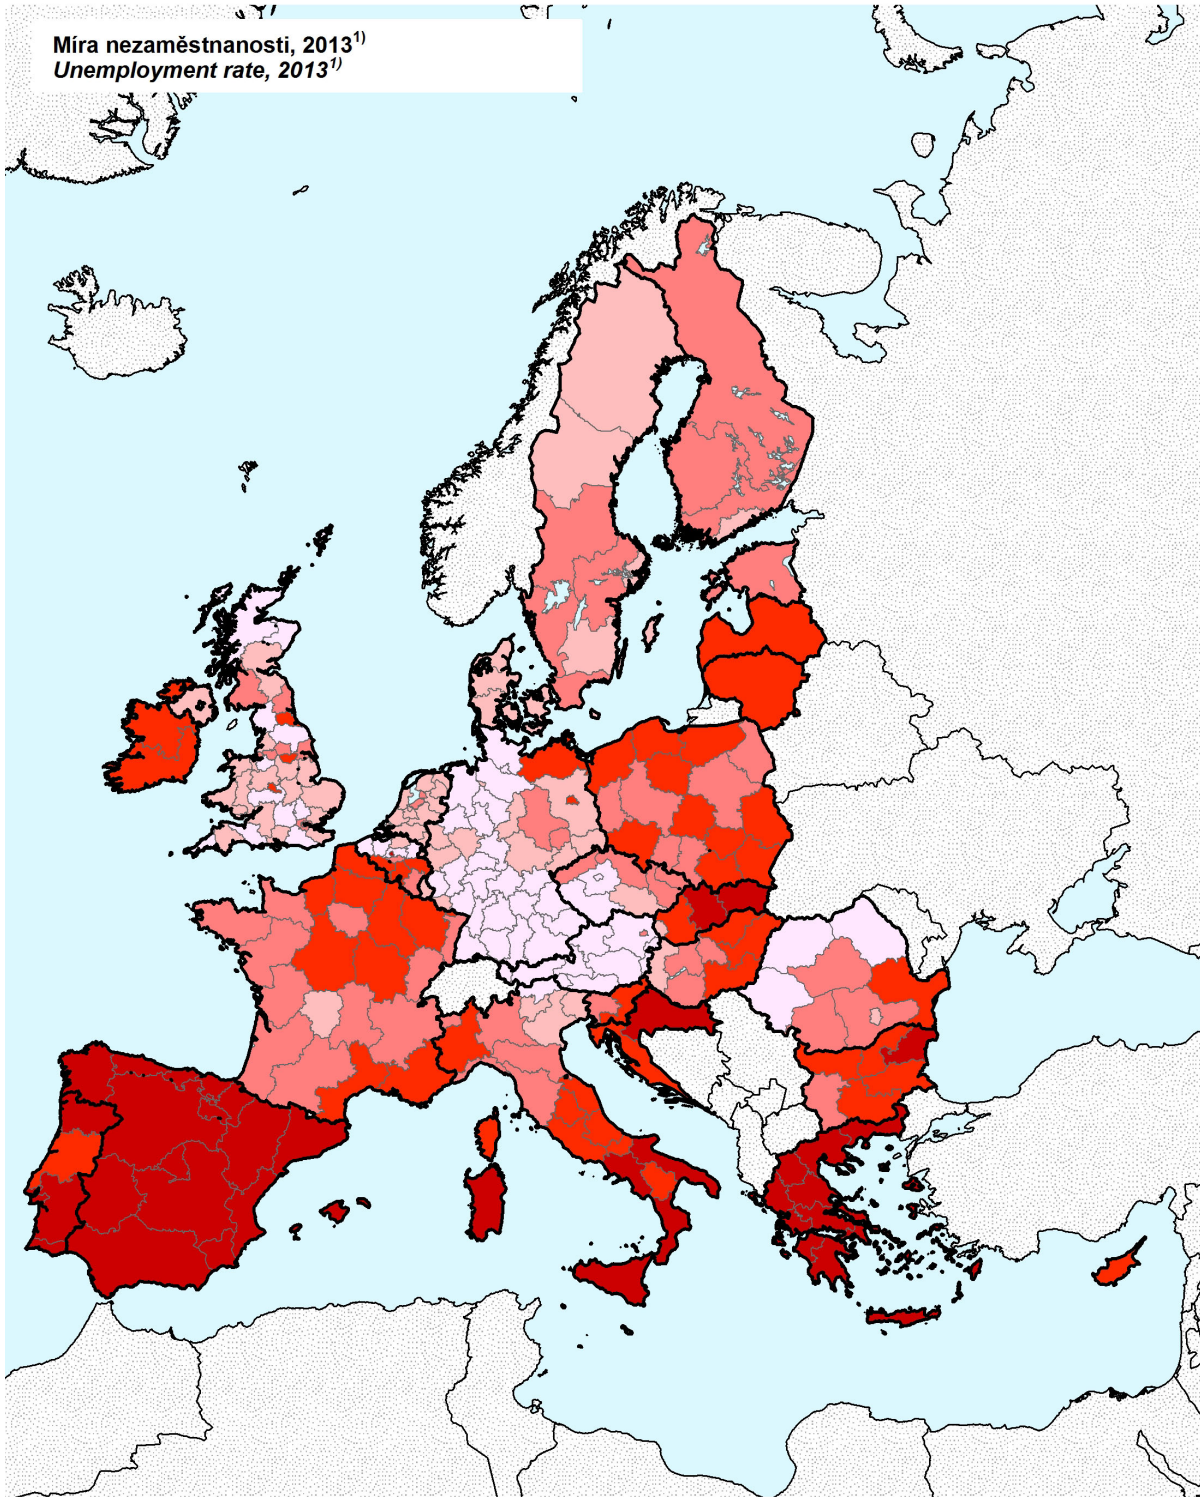 Míra nezaměstnanosti, 2013¹⁾
Unemployment rate, 2013¹⁾